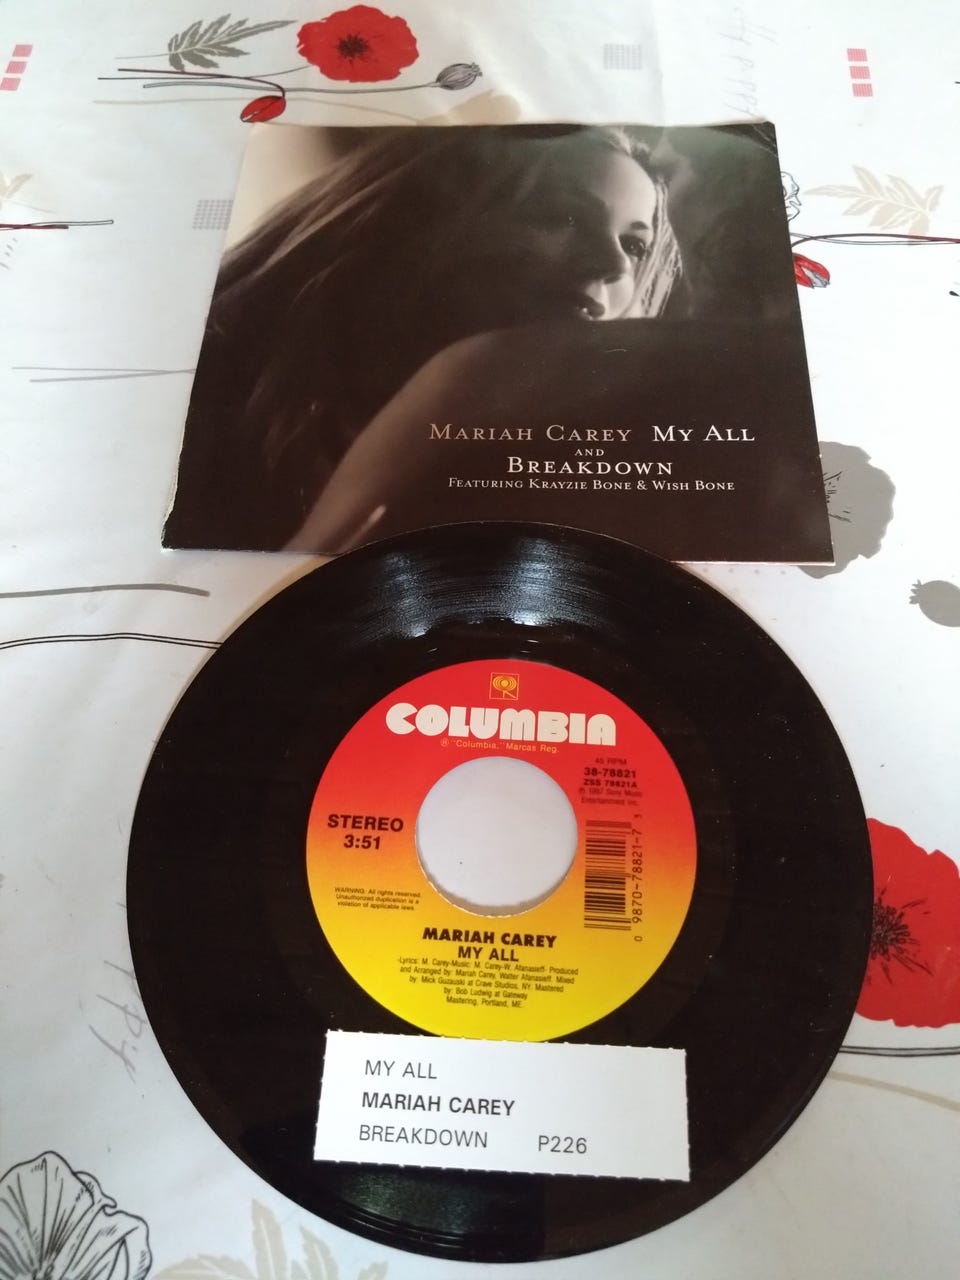 MARIAH CAREY MY ALL
AND
BREAKDOWN
FEATURING KRAYZIE BONE & WISH BONE
COLUMBIA
® "Columbia," Marcas Reg.
45 RPM
38-78821
ZSS 78821A
℗ 1997 Sony Music
Entertainment Inc.
STEREO
3:51
0 9870-78821-7 3
WARNING: All rights reserved.
Unauthorized duplication is a
violation of applicable laws.
MARIAH CAREY
MY ALL
-Lyrics: M. Carey-Music: M. Carey-W. Afanasieff- Produced
and Arranged by: Mariah Carey, Walter Afanasieff. Mixed
by: Mick Guzauski at Crave Studios, NY. Mastered
by: Bob Ludwig at Gateway
Mastering, Portland, ME.
MY ALL
MARIAH CAREY
BREAKDOWN P226